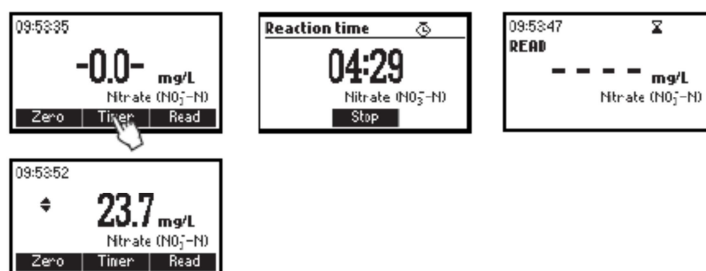 09:53:35
-0.0- mg/L
Nitrate (NO₃⁻-N)
Zero Timer Read
Reaction time
04:29
Nitrate (NO₃⁻-N)
Stop
09:53:47
READ
- - - - mg/L
Nitrate (NO₃⁻-N)
09:53:52
23.7 mg/L
Nitrate (NO₃⁻-N)
Zero Timer Read